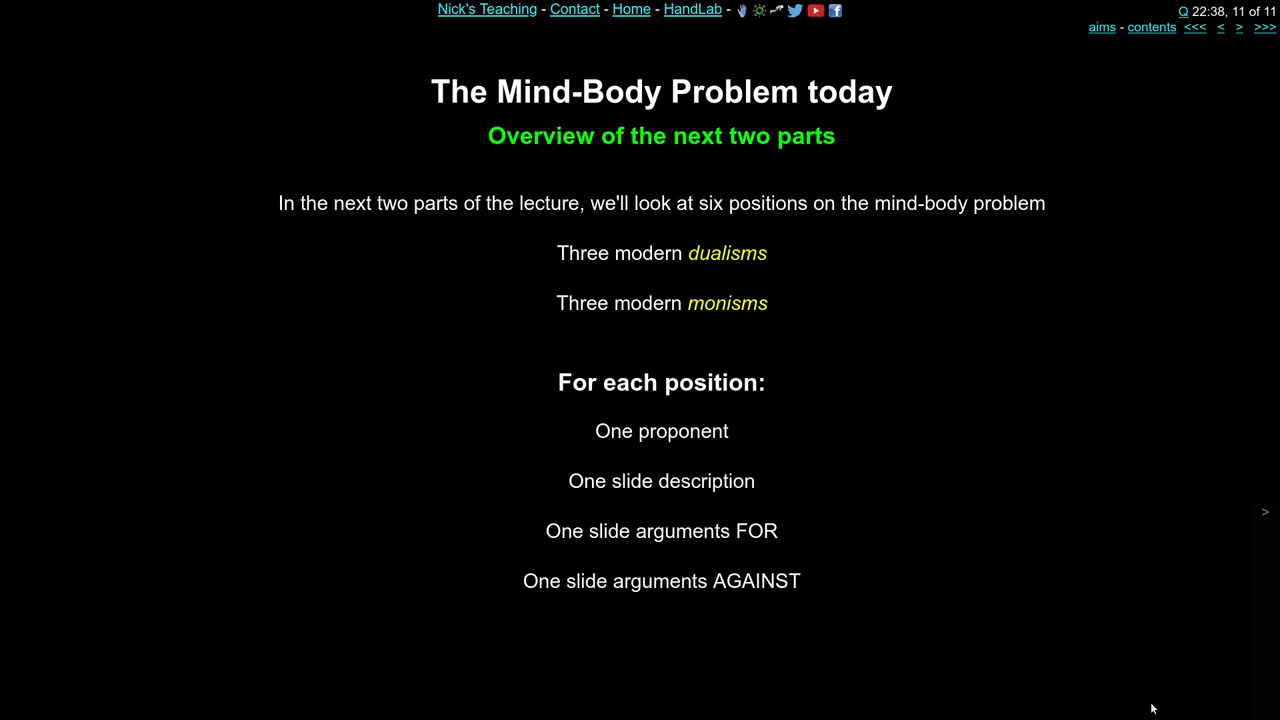 Nick's Teaching - Contact - Home - HandLab -
Q 22:38, 11 of 11
aims - contents <<< < > >>>
The Mind-Body Problem today
Overview of the next two parts
In the next two parts of the lecture, we'll look at six positions on the mind-body problem
Three modern dualisms
Three modern monisms
For each position:
One proponent
One slide description
One slide arguments FOR
One slide arguments AGAINST
>